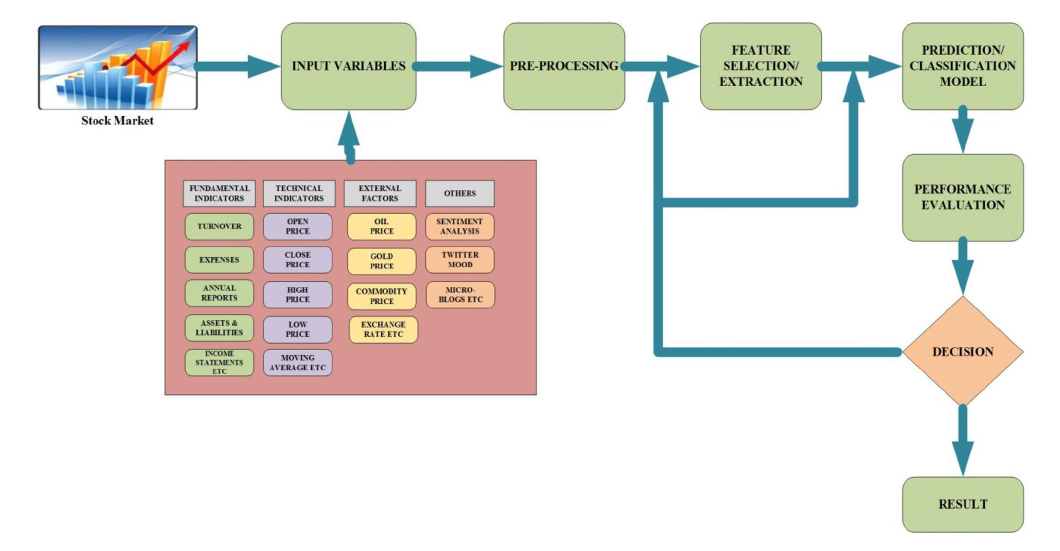 Stock Market
INPUT VARIABLES
PRE-PROCESSING
FEATURE
SELECTION/
EXTRACTION
PREDICTION/
CLASSIFICATION
MODEL
FUNDAMENTAL
INDICATORS
TURNOVER
EXPENSES
ANNUAL
REPORTS
ASSETS &
LIABILITIES
INCOME
STATEMENTS
ETC
TECHNICAL
INDICATORS
OPEN
PRICE
CLOSE
PRICE
HIGH
PRICE
LOW
PRICE
MOVING
AVERAGE ETC
EXTERNAL
FACTORS
OIL
PRICE
GOLD
PRICE
COMMODITY
PRICE
EXCHANGE
RATE ETC
OTHERS
SENTIMENT
ANALYSIS
TWITTER
MOOD
MICRO-
BLOGS ETC
PERFORMANCE
EVALUATION
DECISION
RESULT